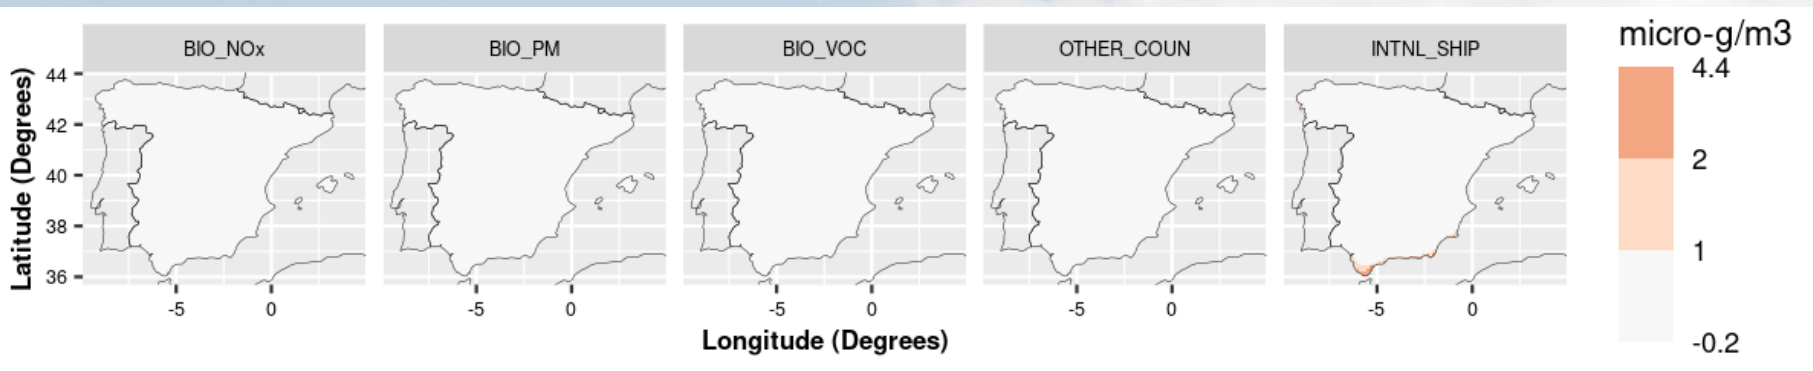 BIO_NOx BIO_PM BIO_VOC OTHER_COUN INTNL_SHIP
micro-g/m3
4.4
2
1
-0.2
Latitude (Degrees)
44
42
40
38
36
-5 0 -5 0 -5 0 -5 0 -5 0
Longitude (Degrees)